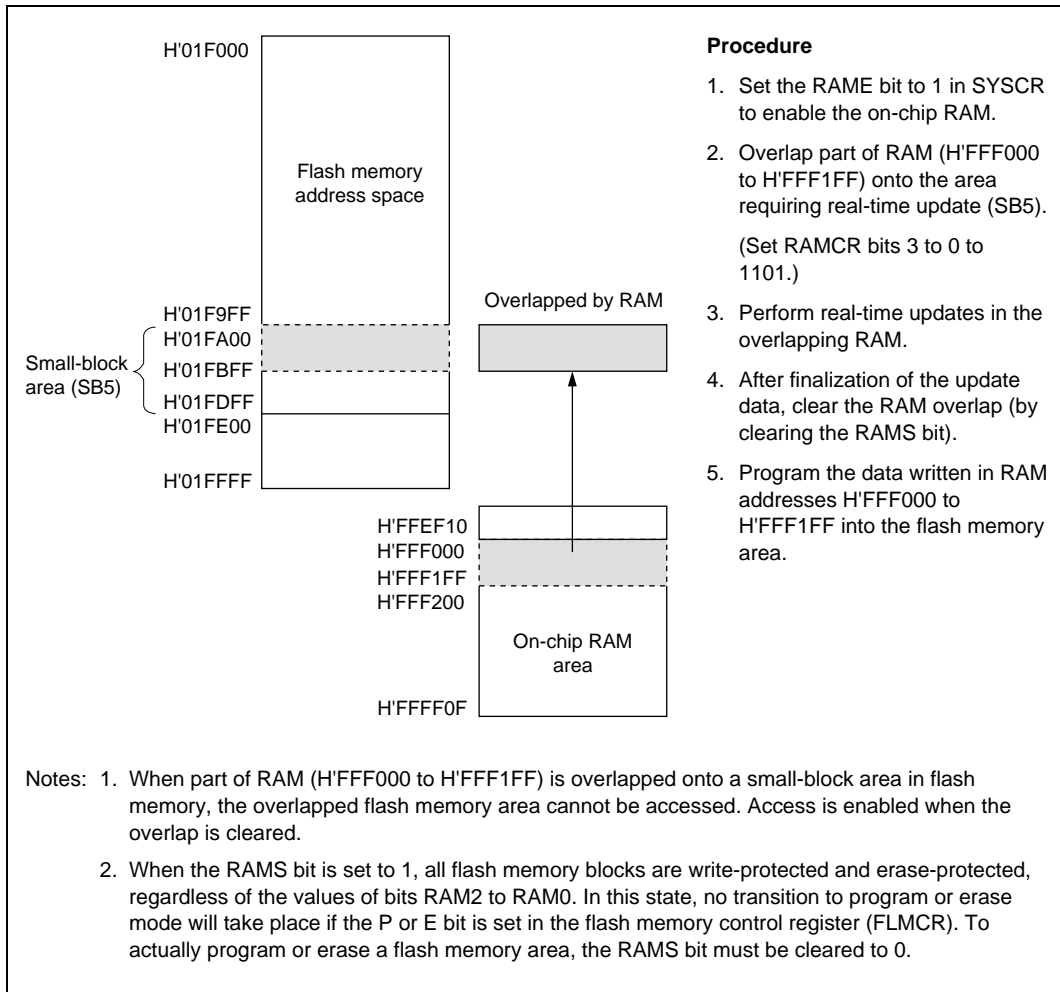 H'01F000
Flash memory
address space
H'01F9FF
H'01FA00
H'01FBFF
Small-block
area (SB5)
H'01FDFF
H'01FE00
H'01FFFF
Overlapped by RAM
H'FFEF10
H'FFF000
H'FFF1FF
H'FFF200
On-chip RAM
area
H'FFFF0F
Procedure
1. Set the RAME bit to 1 in SYSCR
to enable the on-chip RAM.
2. Overlap part of RAM (H'FFF000
to H'FFF1FF) onto the area
requiring real-time update (SB5).
(Set RAMCR bits 3 to 0 to
1101.)
3. Perform real-time updates in the
overlapping RAM.
4. After finalization of the update
data, clear the RAM overlap (by
clearing the RAMS bit).
5. Program the data written in RAM
addresses H'FFF000 to
H'FFF1FF into the flash memory
area.
Notes: 1. When part of RAM (H'FFF000 to H'FFF1FF) is overlapped onto a small-block area in flash
memory, the overlapped flash memory area cannot be accessed. Access is enabled when the
overlap is cleared.
2. When the RAMS bit is set to 1, all flash memory blocks are write-protected and erase-protected,
regardless of the values of bits RAM2 to RAM0. In this state, no transition to program or erase
mode will take place if the P or E bit is set in the flash memory control register (FLMCR). To
actually program or erase a flash memory area, the RAMS bit must be cleared to 0.